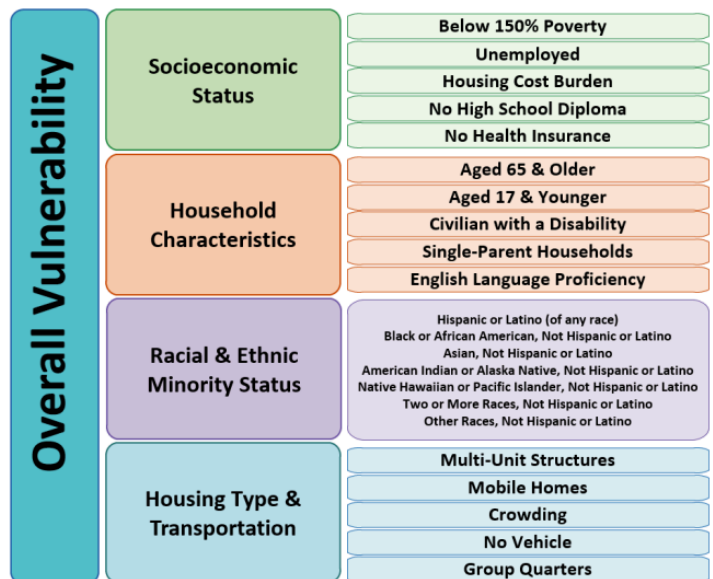 Overall Vulnerability
Socioeconomic
Status
Below 150% Poverty
Unemployed
Housing Cost Burden
No High School Diploma
No Health Insurance
Household
Characteristics
Aged 65 & Older
Aged 17 & Younger
Civilian with a Disability
Single-Parent Households
English Language Proficiency
Racial & Ethnic
Minority Status
Hispanic or Latino (of any race)
Black or African American, Not Hispanic or Latino
Asian, Not Hispanic or Latino
American Indian or Alaska Native, Not Hispanic or Latino
Native Hawaiian or Pacific Islander, Not Hispanic or Latino
Two or More Races, Not Hispanic or Latino
Other Races, Not Hispanic or Latino
Housing Type &
Transportation
Multi-Unit Structures
Mobile Homes
Crowding
No Vehicle
Group Quarters